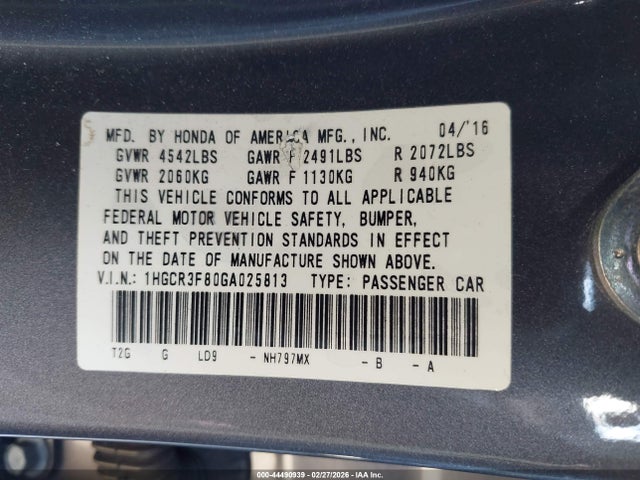 MFD. BY HONDA OF AMERICA MFG., INC. 04/'16
GVWR 4542LBS GAWR F 2491LBS R 2072LBS
GVWR 2060KG GAWR F 1130KG R 940KG
THIS VEHICLE CONFORMS TO ALL APPLICABLE
FEDERAL MOTOR VEHICLE SAFETY, BUMPER,
AND THEFT PREVENTION STANDARDS IN EFFECT
ON THE DATE OF MANUFACTURE SHOWN ABOVE.
V.I.N.: 1HGCR3F80GA025813 TYPE: PASSENGER CAR
T2G G LD9 - NH797MX - B - A
000-44490939 - 02/27/2026 - IAA Inc.